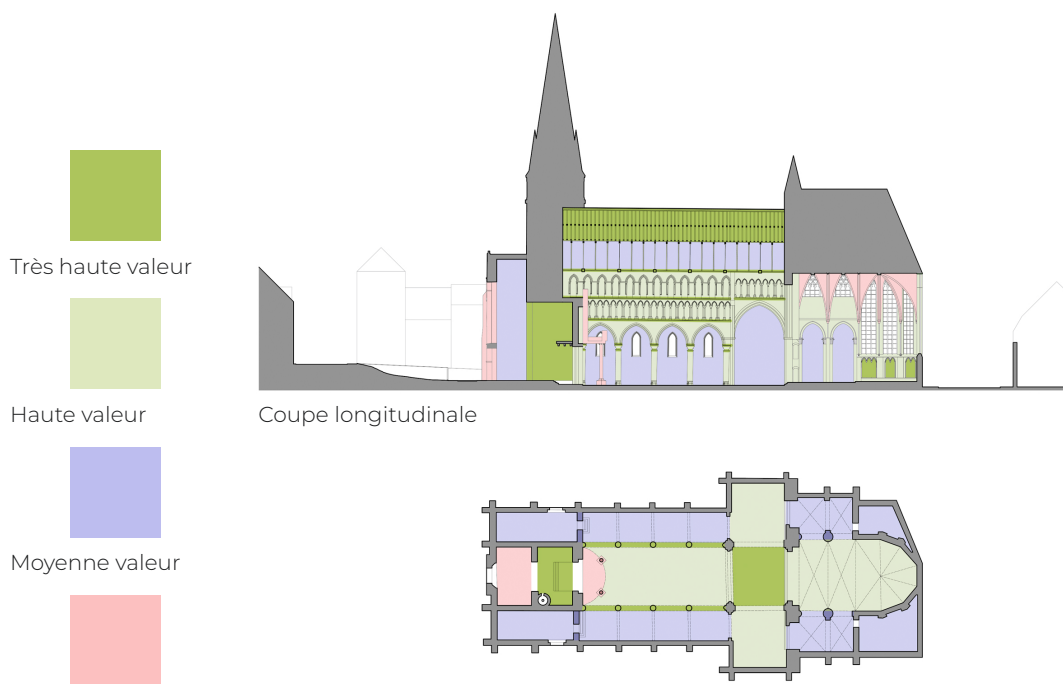 Très haute valeur
Haute valeur
Coupe longitudinale
Moyenne valeur